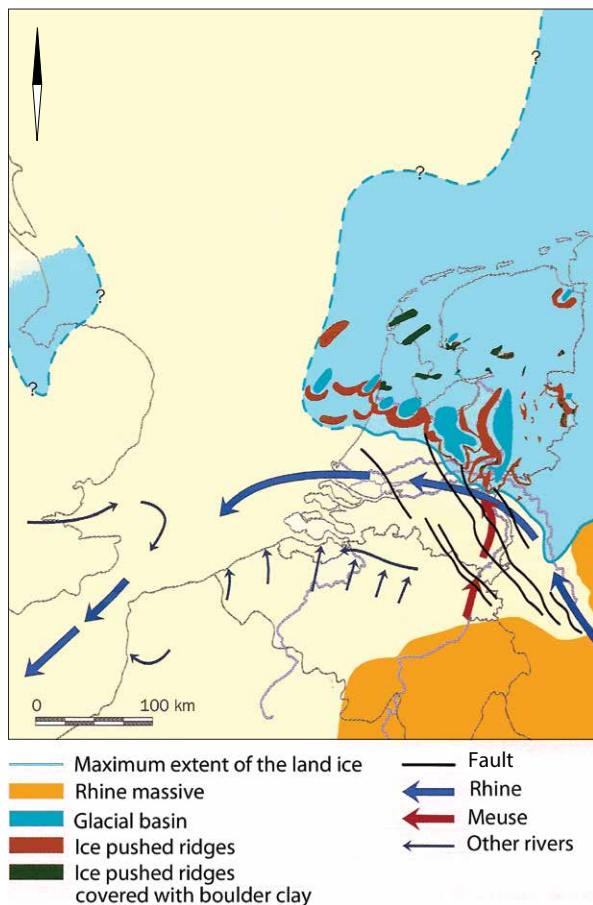 ?
?
?
?
?
0
100 km
Maximum extent of the land ice
Rhine massive
Glacial basin
Ice pushed ridges
Ice pushed ridges
covered with boulder clay
Fault
Rhine
Meuse
Other rivers